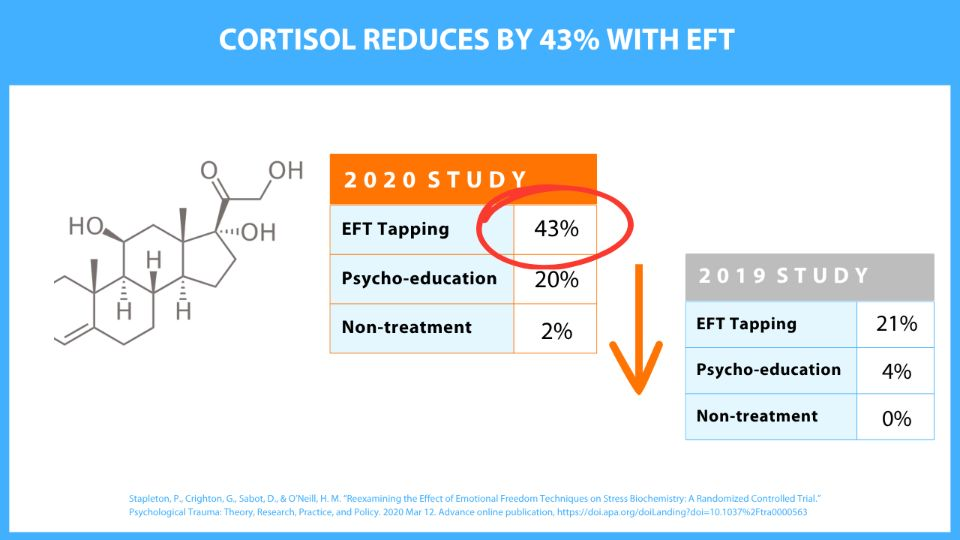 CORTISOL REDUCES BY 43% WITH EFT
O
OH
HO
OH
H
H
H
2020 STUDY
EFT Tapping 43%
Psycho-education 20%
Non-treatment 2%
2019 STUDY
EFT Tapping 21%
Psycho-education 4%
Non-treatment 0%
Stapleton, P., Crighton, G., Sabot, D., & O'Neill, H. M. "Reexamining the Effect of Emotional Freedom Techniques on Stress Biochemistry: A Randomized Controlled Trial."
Psychological Trauma: Theory, Research, Practice, and Policy. 2020 Mar 12. Advance online publication, https://doi.apa.org/doiLanding?doi=10.1037%2Ftra0000563